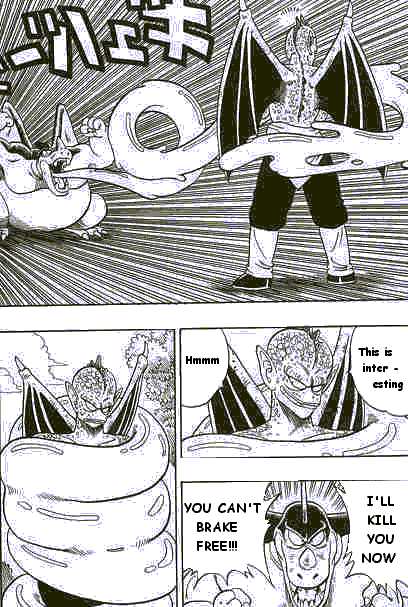 Hmmm
This is
inter -
esting
YOU CAN'T
BRAKE
FREE!!!
I'LL
KILL
YOU
NOW